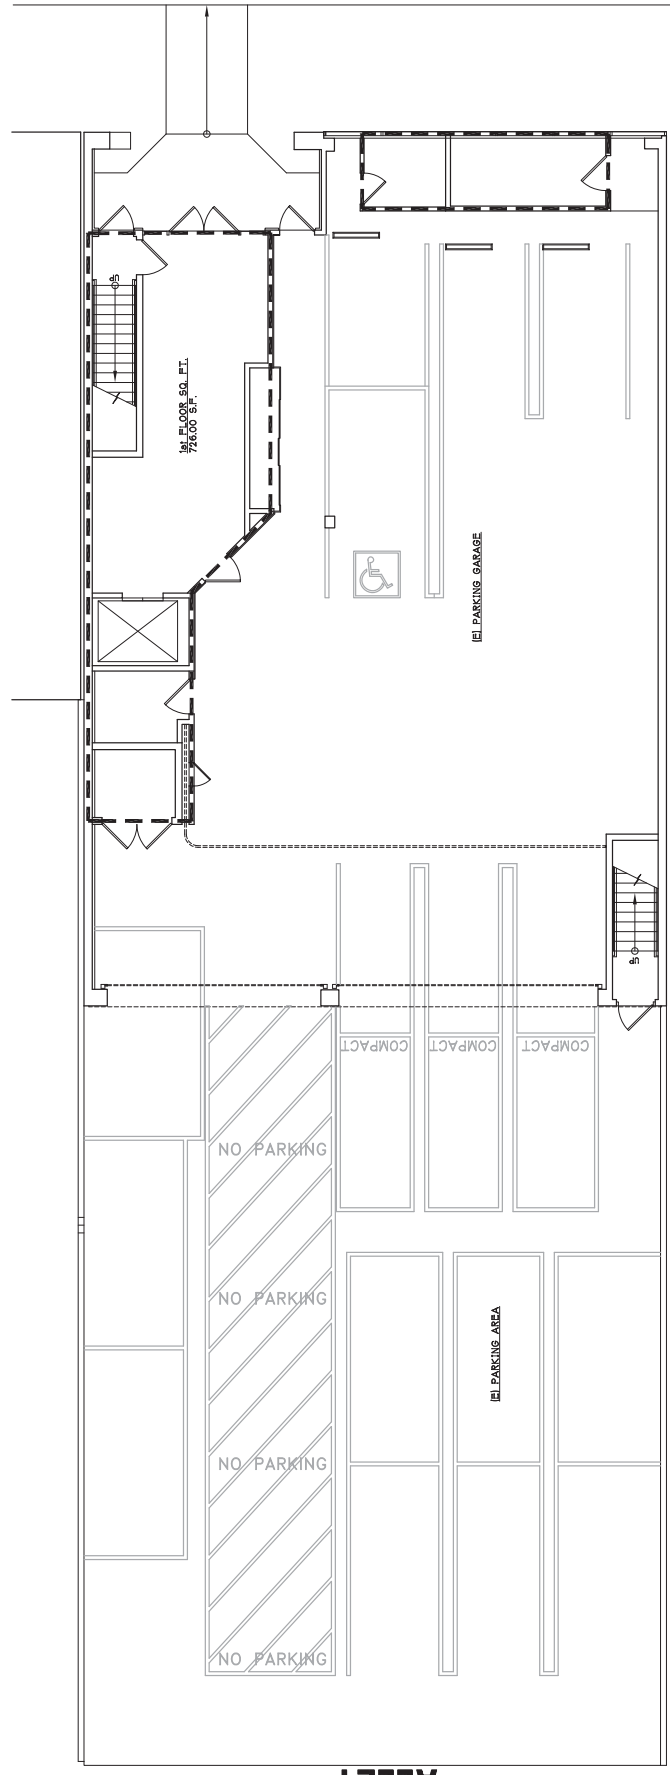 up
1st FLOOR SQ. FT.
726.00 S.F.
(E) PARKING GARAGE
up
COMPACT
COMPACT
COMPACT
NO PARKING
NO PARKING
(E) PARKING AREA
NO PARKING
NO PARKING